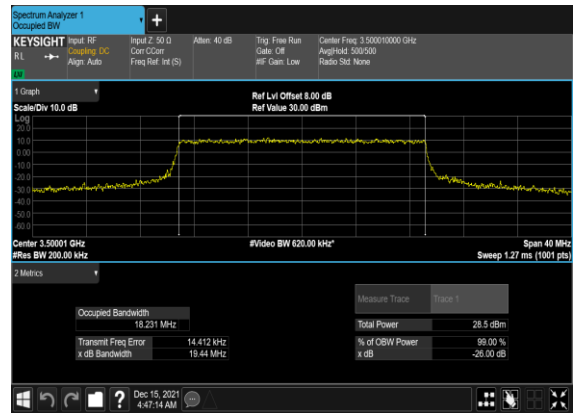 Spectrum Analyzer 1
Occupied BW
+
KEYSIGHT Input: RF Input Z: 50 Ω Atten: 40 dB Trig: Free Run Center Freq: 3.500010000 GHz
RL Coupling: DC Corr CCorr Gate: Off Avg|Hold: 500/500
Align: Auto Freq Ref: Int (S) #IF Gain: Low Radio Std: None
1 Graph
Ref Lvl Offset 8.00 dB
Scale/Div 10.0 dB Ref Value 30.00 dBm
Log
20.0
10.0
0.00
-10.0
-20.0
-30.0
-40.0
-50.0
-60.0
Center 3.50001 GHz #Video BW 620.00 kHz* Span 40 MHz
#Res BW 200.00 kHz Sweep 1.27 ms (1001 pts)
2 Metrics
Measure Trace Trace 1
Occupied Bandwidth
18.231 MHz Total Power 28.5 dBm
Transmit Freq Error 14.412 kHz % of OBW Power 99.00 %
x dB Bandwidth 19.44 MHz x dB -26.00 dB
? Dec 15, 2021
4:47:14 AM